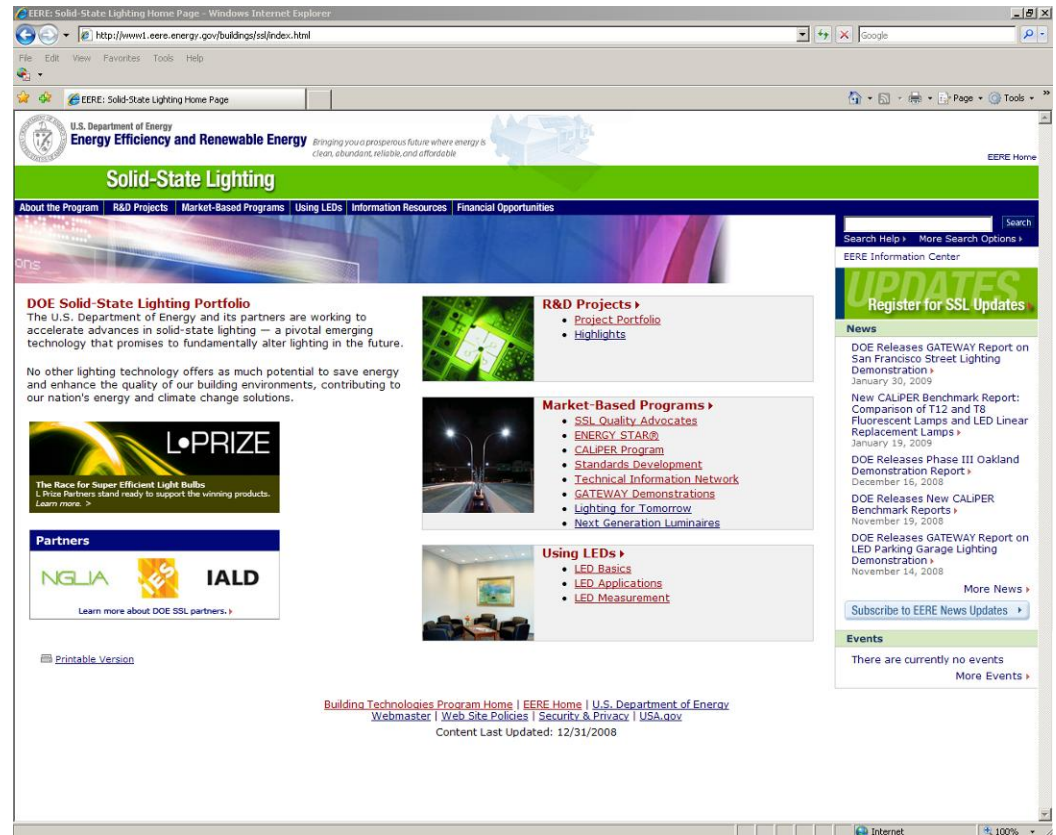 EERE: Solid-State Lighting Home Page - Windows Internet Explorer
http://www1.eere.energy.gov/buildings/ssl/index.html
Google
File Edit View Favorites Tools Help
EERE: Solid-State Lighting Home Page
Page Tools
U.S. Department of Energy
Energy Efficiency and Renewable Energy
Bringing you a prosperous future where energy is
clean, abundant, reliable, and affordable
EERE Home
Solid-State Lighting
About the Program R&D Projects Market-Based Programs Using LEDs Information Resources Financial Opportunities
ons
Search
Search Help More Search Options
EERE Information Center
DOE Solid-State Lighting Portfolio
The U.S. Department of Energy and its partners are working to
accelerate advances in solid-state lighting — a pivotal emerging
technology that promises to fundamentally alter lighting in the future.
No other lighting technology offers as much potential to save energy
and enhance the quality of our building environments, contributing to
our nation's energy and climate change solutions.
L•PRIZE
The Race for Super Efficient Light Bulbs
L Prize Partners stand ready to support the winning products.
Learn more. >
Partners
NGLIA
IES
IALD
Learn more about DOE SSL partners.
Printable Version
R&D Projects
• Project Portfolio
• Highlights
Market-Based Programs
• SSL Quality Advocates
• ENERGY STAR®
• CALiPER Program
• Standards Development
• Technical Information Network
• GATEWAY Demonstrations
• Lighting for Tomorrow
• Next Generation Luminaires
Using LEDs
• LED Basics
• LED Applications
• LED Measurement
UPDATES
Register for SSL Updates
News
DOE Releases GATEWAY Report on
San Francisco Street Lighting
Demonstration
January 30, 2009
New CALiPER Benchmark Report:
Comparison of T12 and T8
Fluorescent Lamps and LED Linear
Replacement Lamps
January 19, 2009
DOE Releases Phase III Oakland
Demonstration Report
December 16, 2008
DOE Releases New CALiPER
Benchmark Reports
November 19, 2008
DOE Releases GATEWAY Report on
LED Parking Garage Lighting
Demonstration
November 14, 2008
More News
Subscribe to EERE News Updates
Events
There are currently no events
More Events
Building Technologies Program Home | EERE Home | U.S. Department of Energy
Webmaster | Web Site Policies | Security & Privacy | USA.gov
Content Last Updated: 12/31/2008
Internet
100%